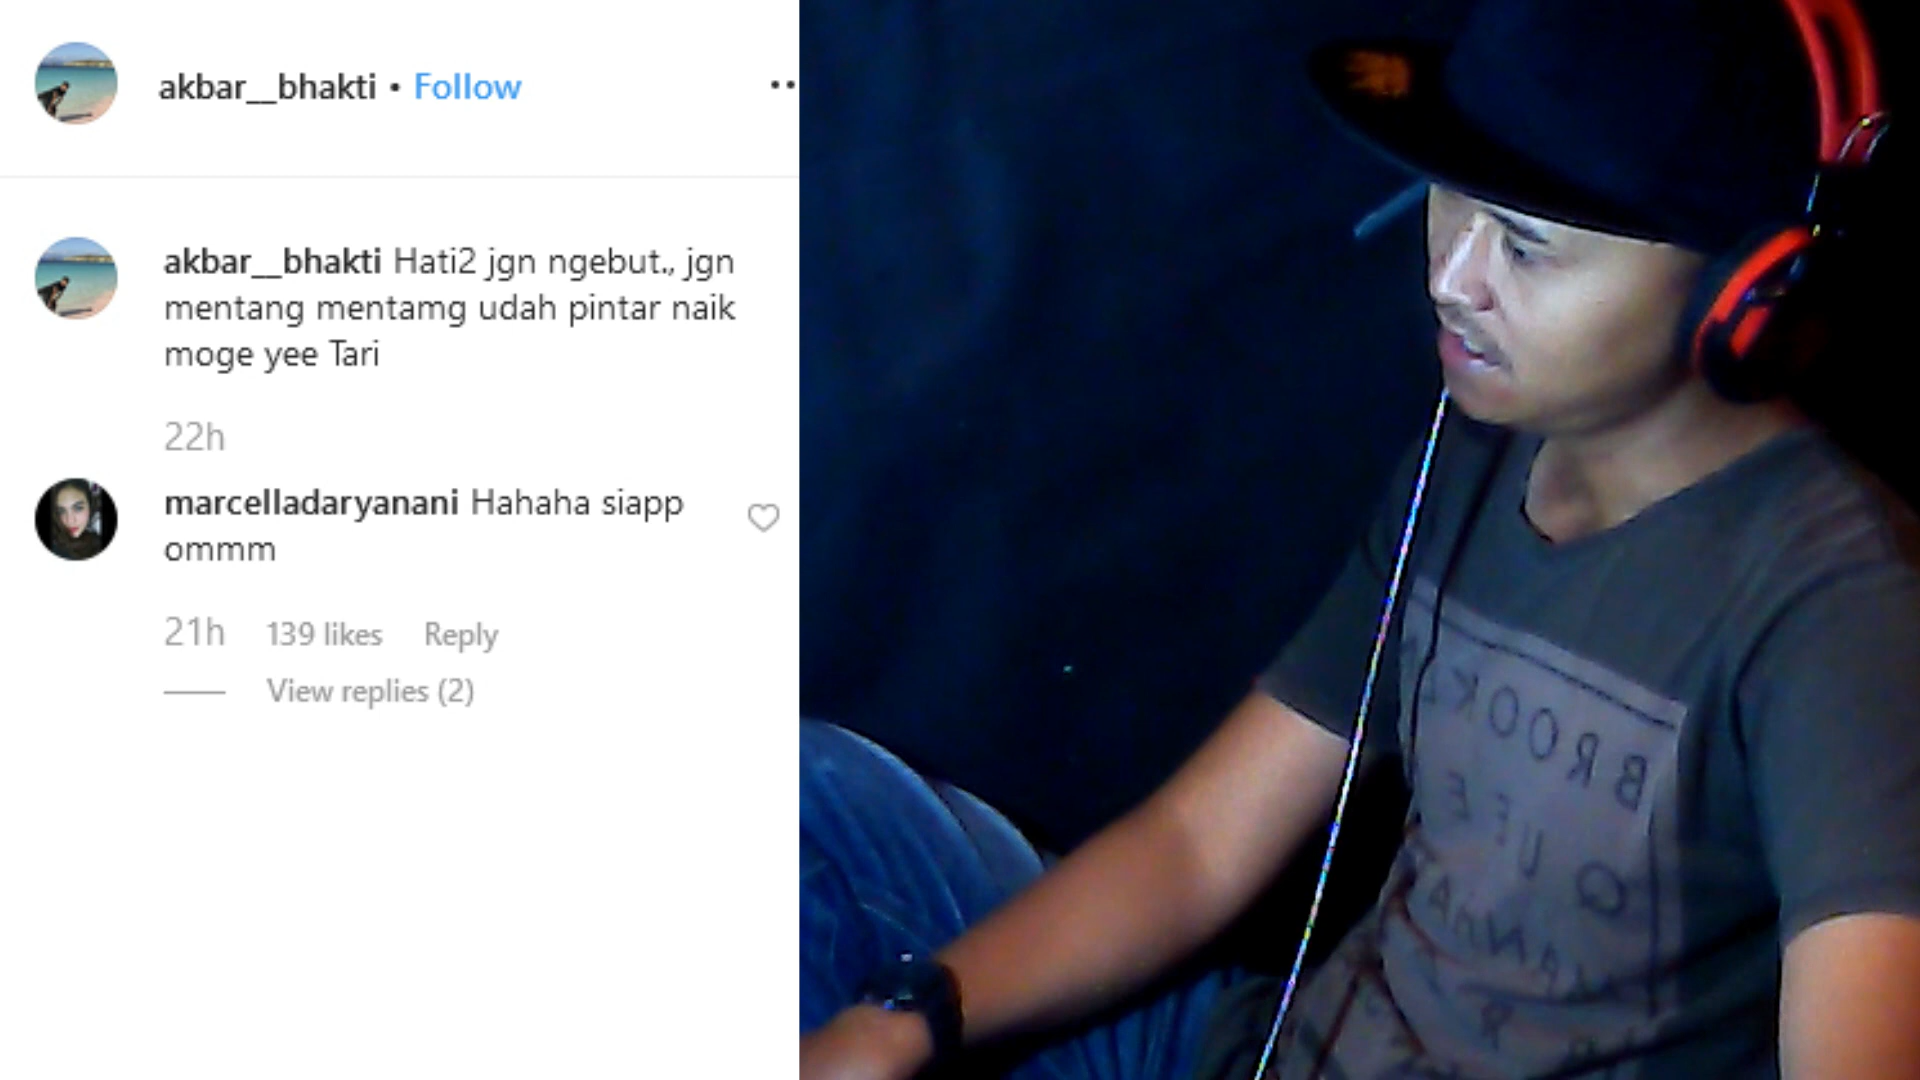 akbar__bhakti • Follow
akbar__bhakti Hati2 jgn ngebut., jgn
mentang mentamg udah pintar naik
moge yee Tari
22h
marcelladaryanani Hahaha siapp
ommm
21h 139 likes Reply
View replies (2)
BROOK